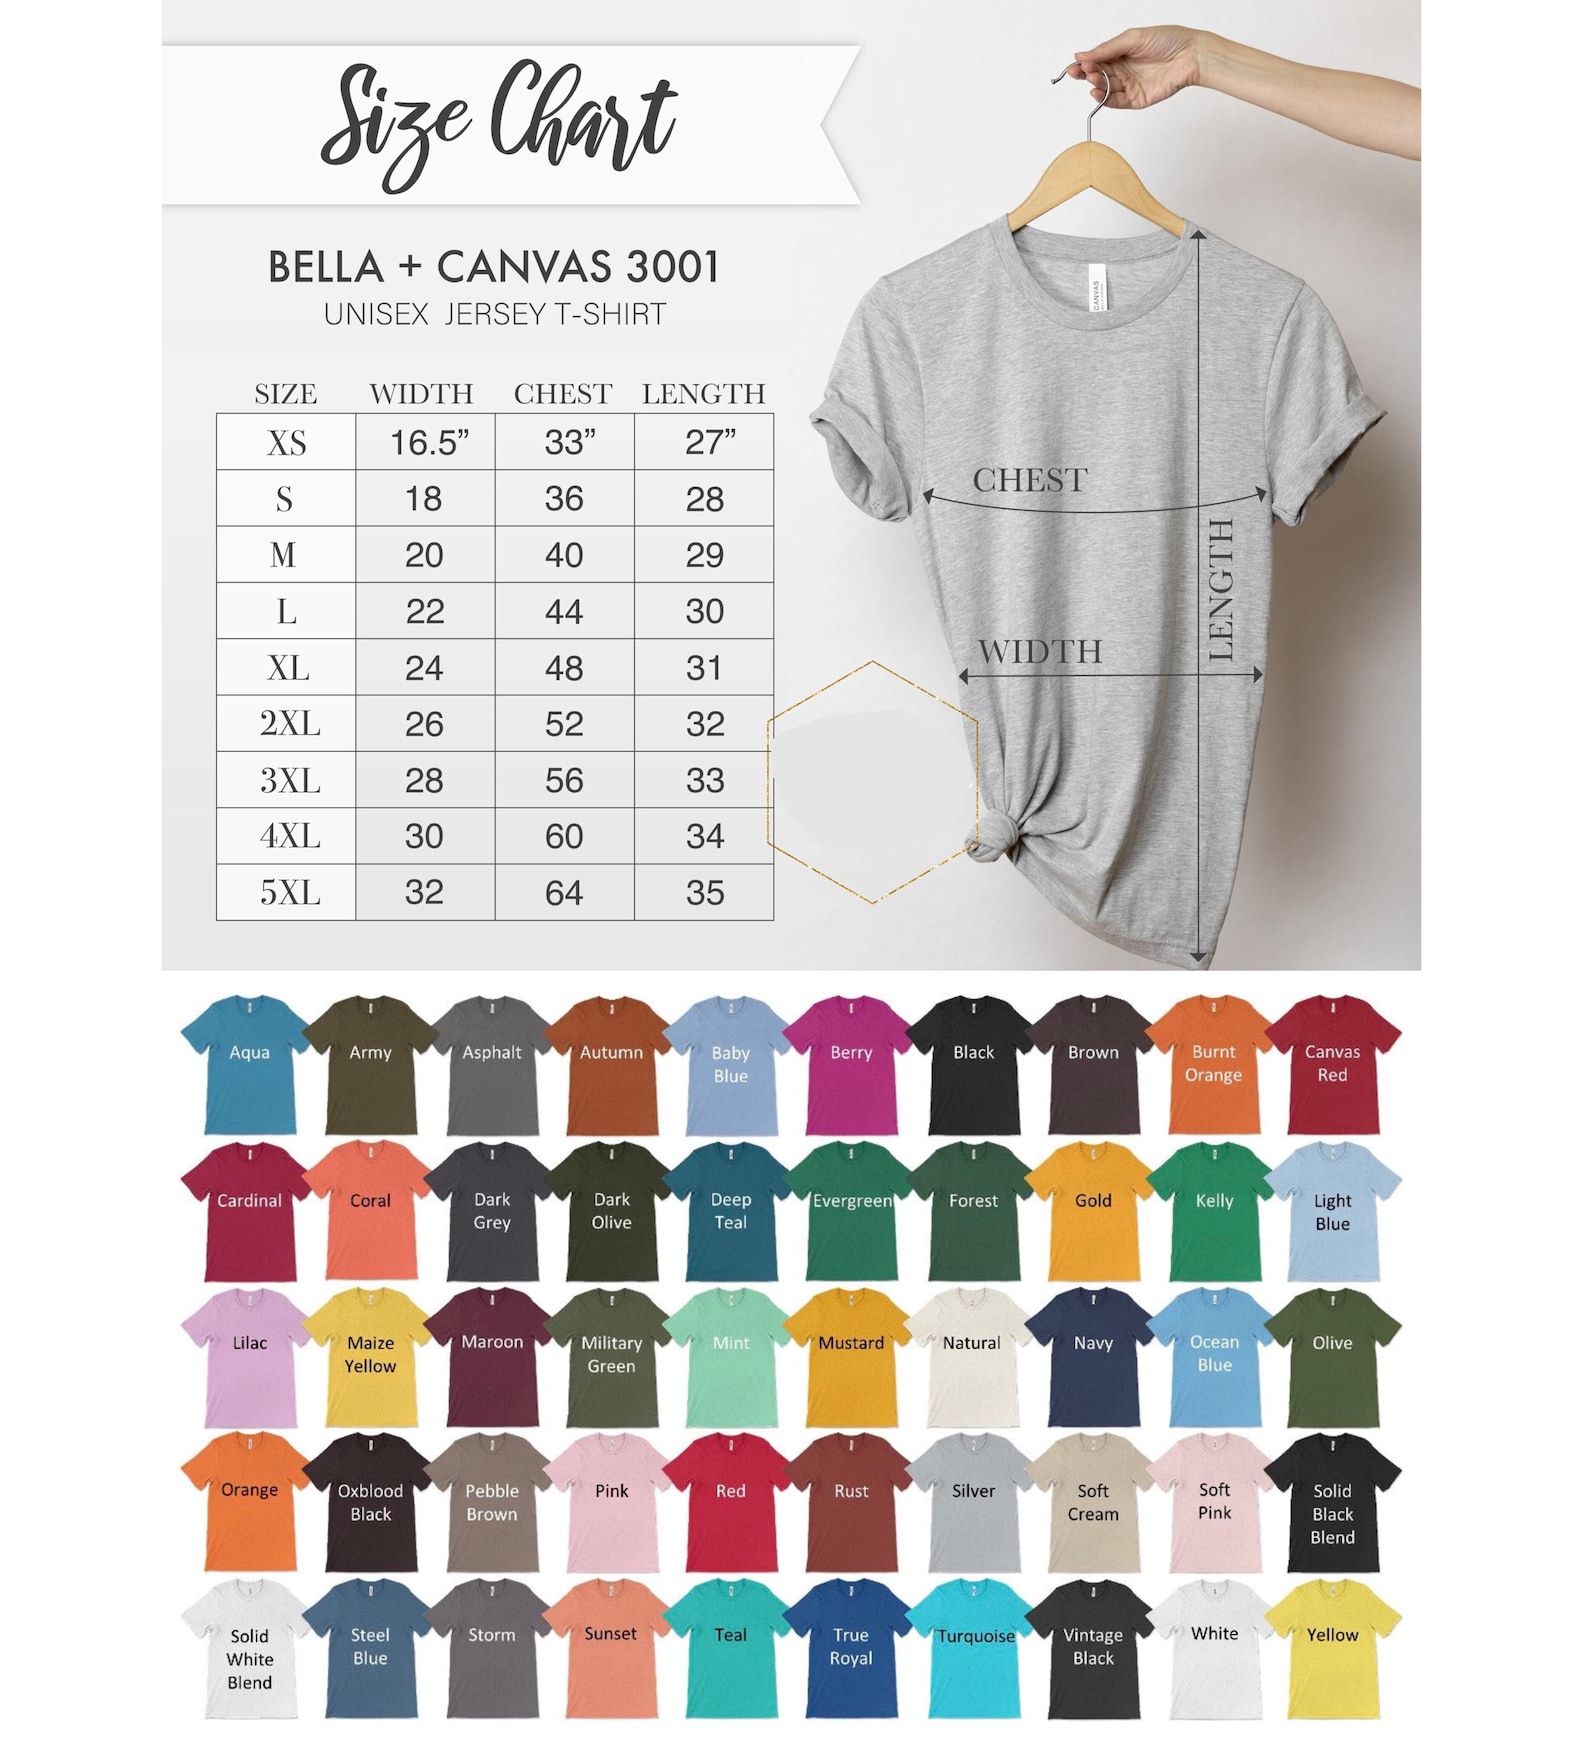 Size Chart
BELLA + CANVAS 3001
UNISEX JERSEY T-SHIRT
SIZE WIDTH CHEST LENGTH
XS 16.5” 33” 27”
S 18 36 28
M 20 40 29
L 22 44 30
XL 24 48 31
2XL 26 52 32
3XL 28 56 33
4XL 30 60 34
5XL 32 64 35
CANVAS
CHEST
WIDTH
LENGTH
Aqua
Army
Asphalt
Autumn
Baby
Blue
Berry
Black
Brown
Burnt
Orange
Canvas
Red
Cardinal
Coral
Dark
Grey
Dark
Olive
Deep
Teal
Evergreen
Forest
Gold
Kelly
Light
Blue
Lilac
Maize
Yellow
Maroon
Military
Green
Mint
Mustard
Natural
Navy
Ocean
Blue
Olive
Orange
Oxblood
Black
Pebble
Brown
Pink
Red
Rust
Silver
Soft
Cream
Soft
Pink
Solid
Black
Blend
Solid
White
Blend
Steel
Blue
Storm
Sunset
Teal
True
Royal
Turquoise
Vintage
Black
White
Yellow